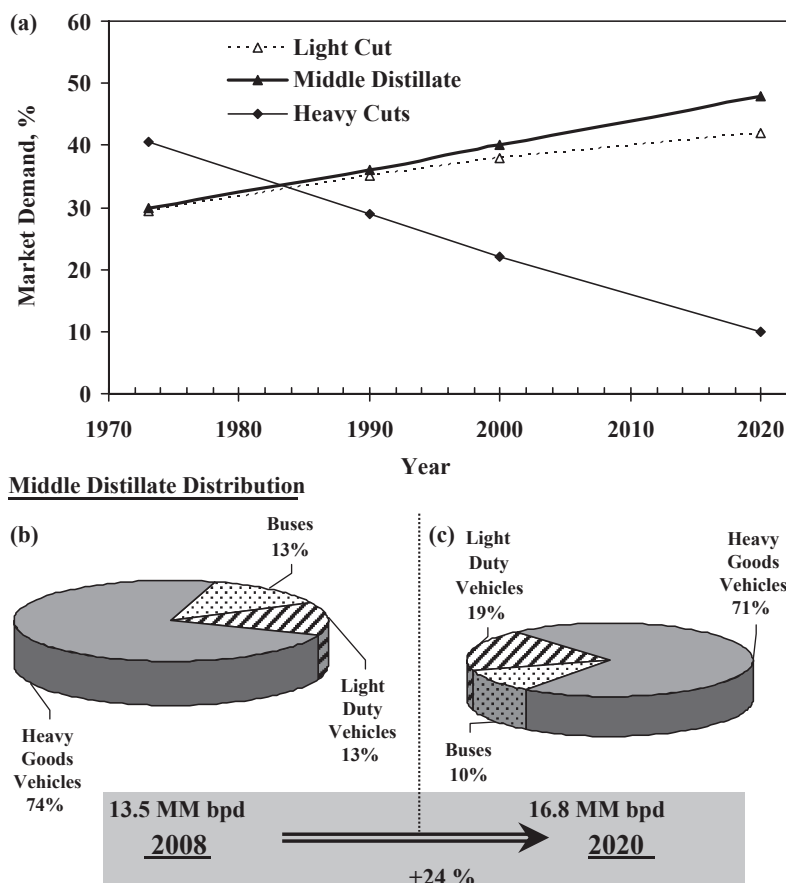 (a)
60
50
40
30
20
10
0
Market Demand, %
Light Cut
Middle Distillate
Heavy Cuts
1970
1980
1990
2000
2010
2020
Year
Middle Distillate Distribution
(b)
Buses
13%
Light
Duty
Vehicles
13%
Heavy
Goods
Vehicles
74%
(c)
Light
Duty
Vehicles
19%
Heavy
Goods
Vehicles
71%
Buses
10%
13.5 MM bpd
2008
16.8 MM bpd
2020
+24 %